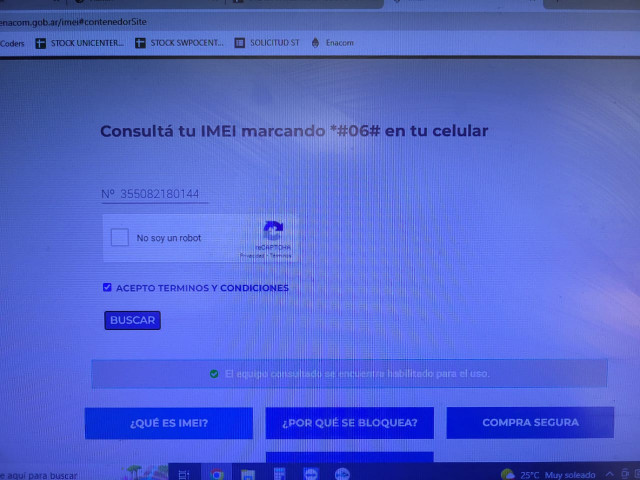 enacom.gob.ar/imei#contenedorSite
Coders STOCK UNICENTER... STOCK SWPOCENT... SOLICITUD ST Enacom
Consultá tu IMEI marcando *#06# en tu celular
Nº 355082180144
No soy un robot
reCAPTCHA
Privacidad - Términos
ACEPTO TERMINOS Y CONDICIONES
BUSCAR
El equipo consultado se encuentra habilitado para el uso.
¿QUÉ ES IMEI? ¿POR QUÉ SE BLOQUEA? COMPRA SEGURA
e aquí para buscar 25°C Muy soleado